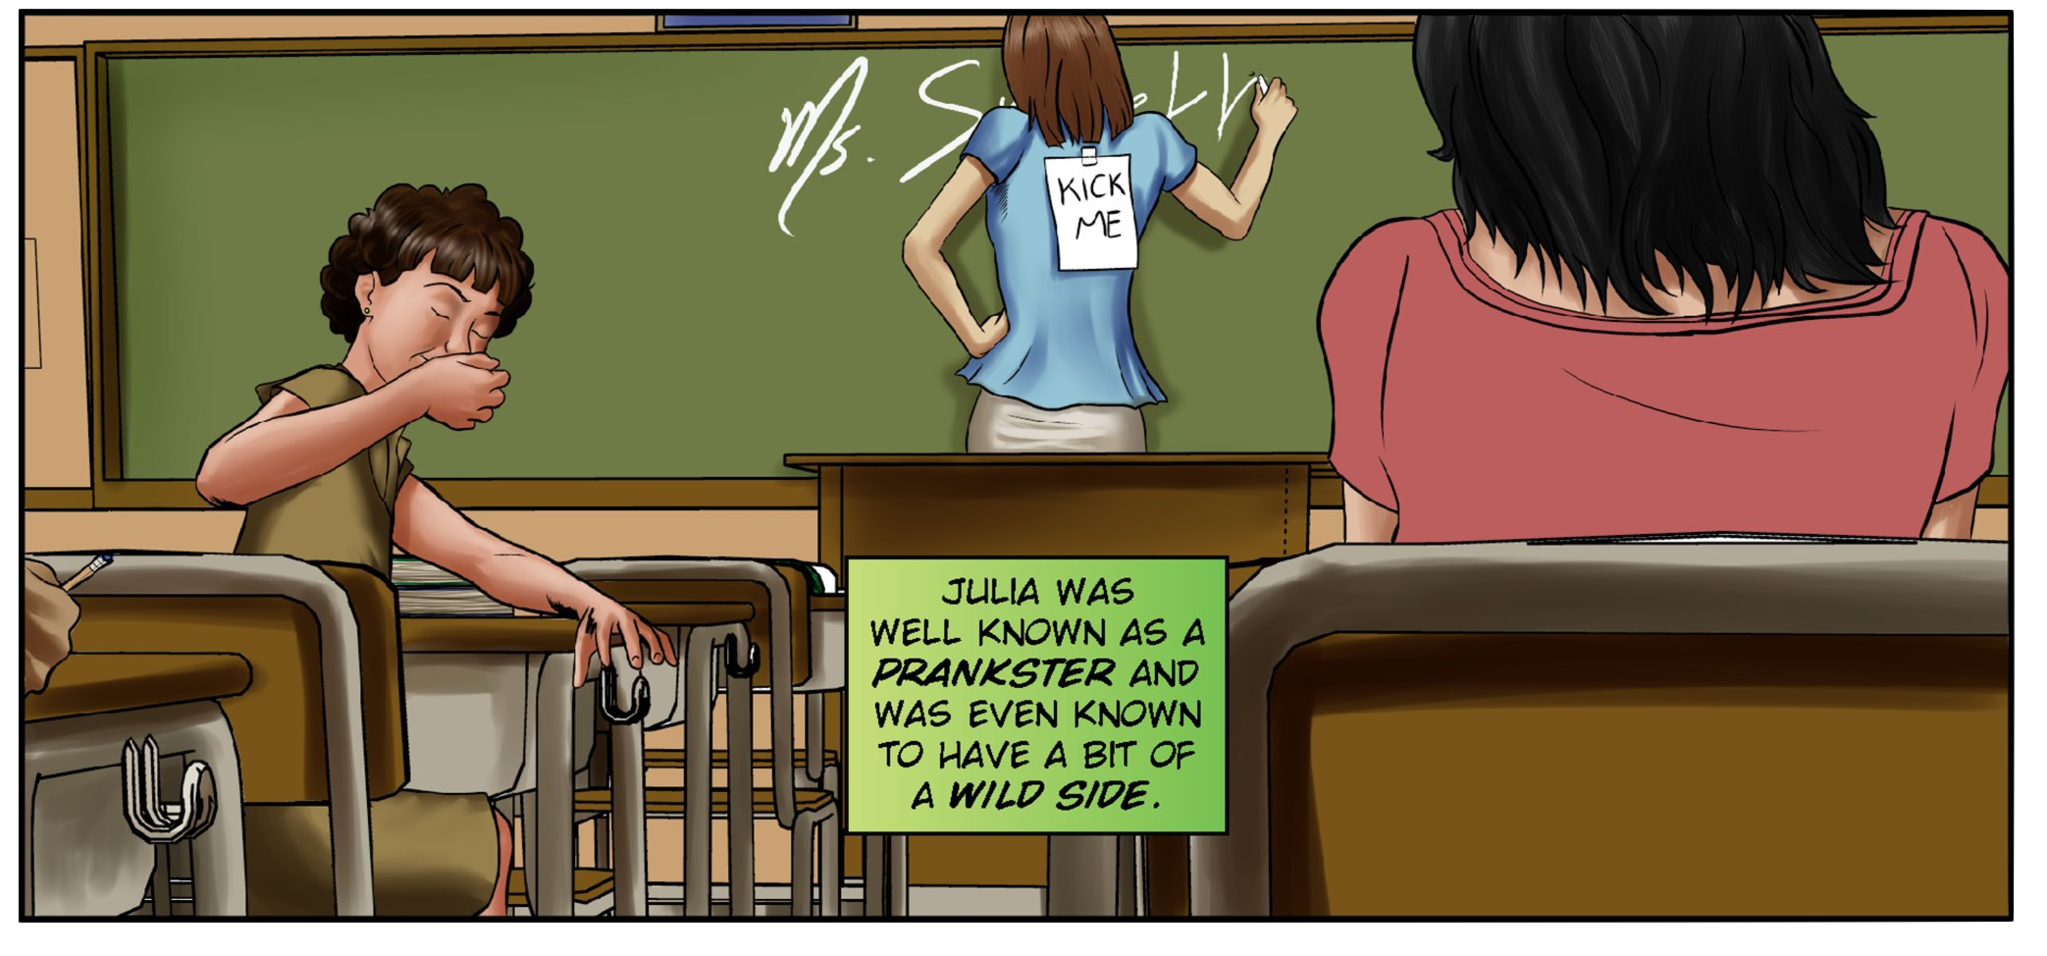 Ms.
KICK
ME
JULIA WAS
WELL KNOWN AS A
PRANKSTER AND
WAS EVEN KNOWN
TO HAVE A BIT OF
A WILD SIDE.